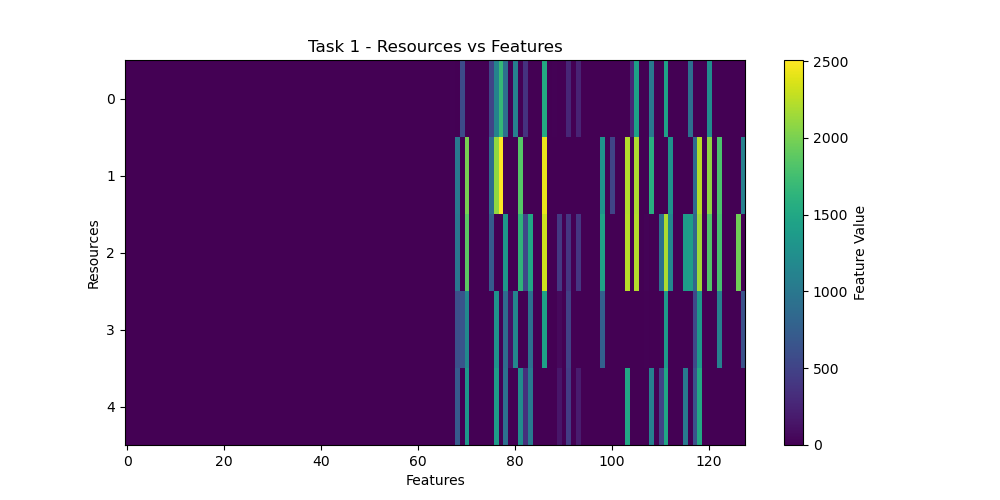 Task 1 - Resources vs Features
Resources
0
1
2
3
4
0 20 40 60 80 100 120
Features
2500
2000
1500
1000
500
0
Feature Value